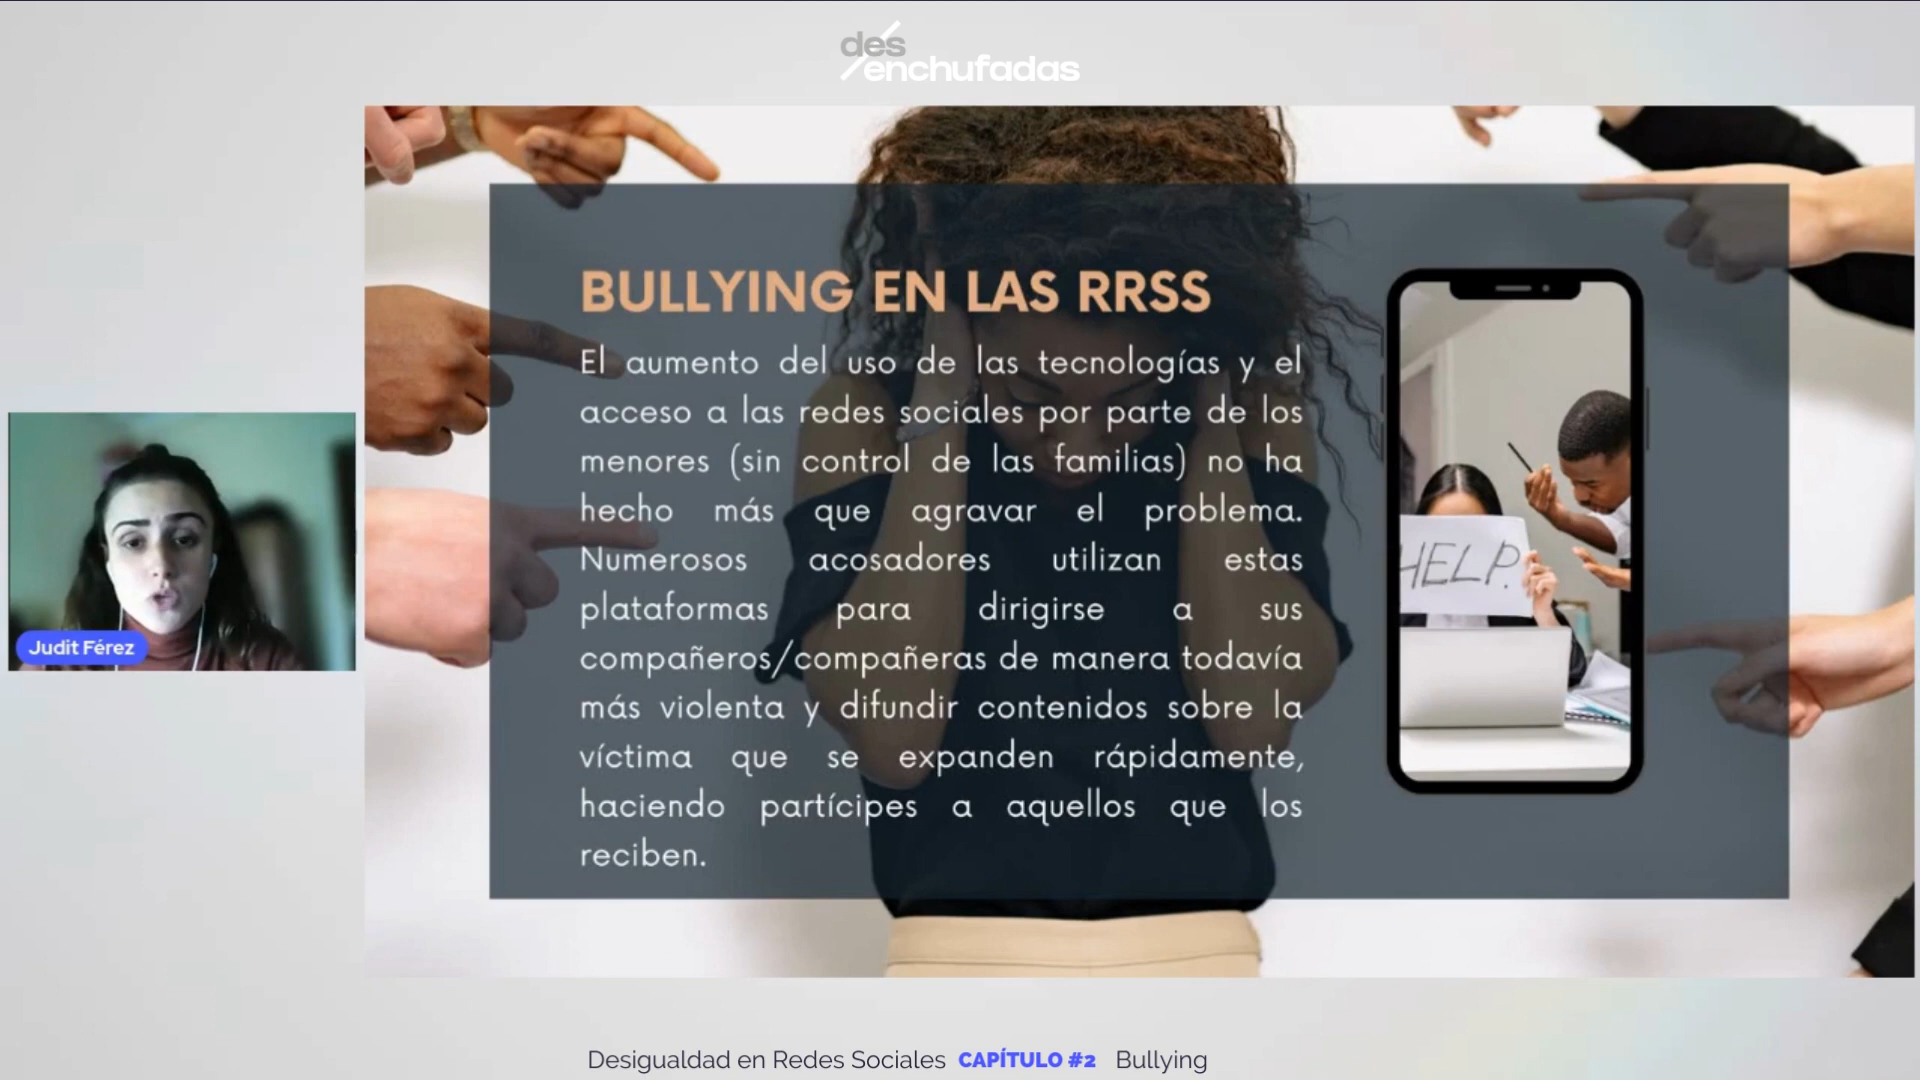 des
enchufadas
BULLYING EN LAS RRSS
El aumento del uso de las tecnologías y el
acceso a las redes sociales por parte de los
menores (sin control de las familias) no ha
hecho más que agravar el problema.
Numerosos acosadores utilizan estas
plataformas para dirigirse a sus
compañeros/compañeras de manera todavía
más violenta y difundir contenidos sobre la
víctima que se expanden rápidamente,
haciendo partícipes a aquellos que los
reciben.
HELP.
Judit Férez
Desigualdad en Redes Sociales CAPÍTULO #2 Bullying